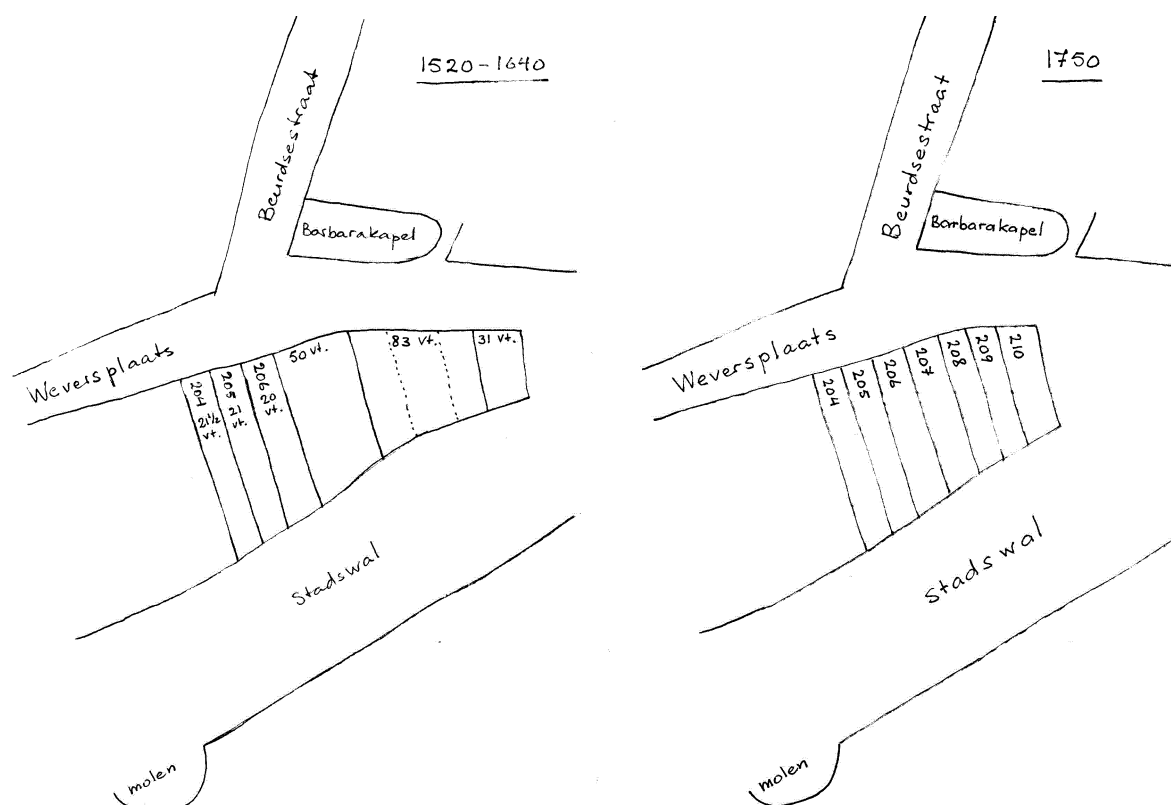 1520-1640
Beurdsestraat
Barbarakapel
Weversplaats
204
21½
vt.
205
21
vt.
206
20
vt.
50 vt.
83 vt.
31 vt.
Stadswal
molen
1750
Beurdsestraat
Barbarakapel
Weversplaats
204
205
206
207
208
209
210
Stadswal
molen